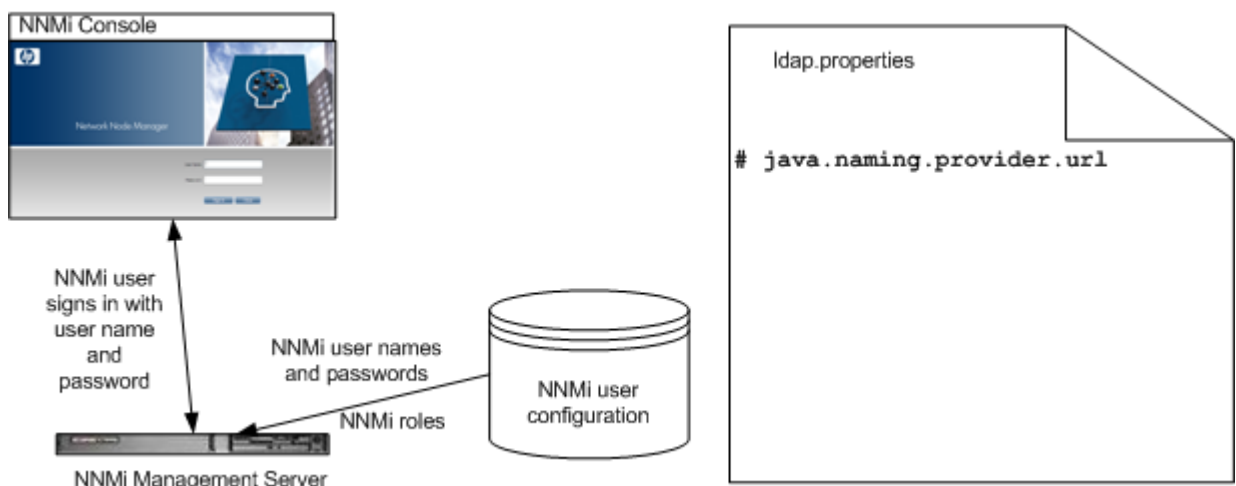 NNMi Console
hp
Network Node Manager
NNMi user
signs in with
user name
and
password
NNMi user names
and passwords
NNMi roles
NNMi user
configuration
NNMi Management Server
ldap.properties
# java.naming.provider.url